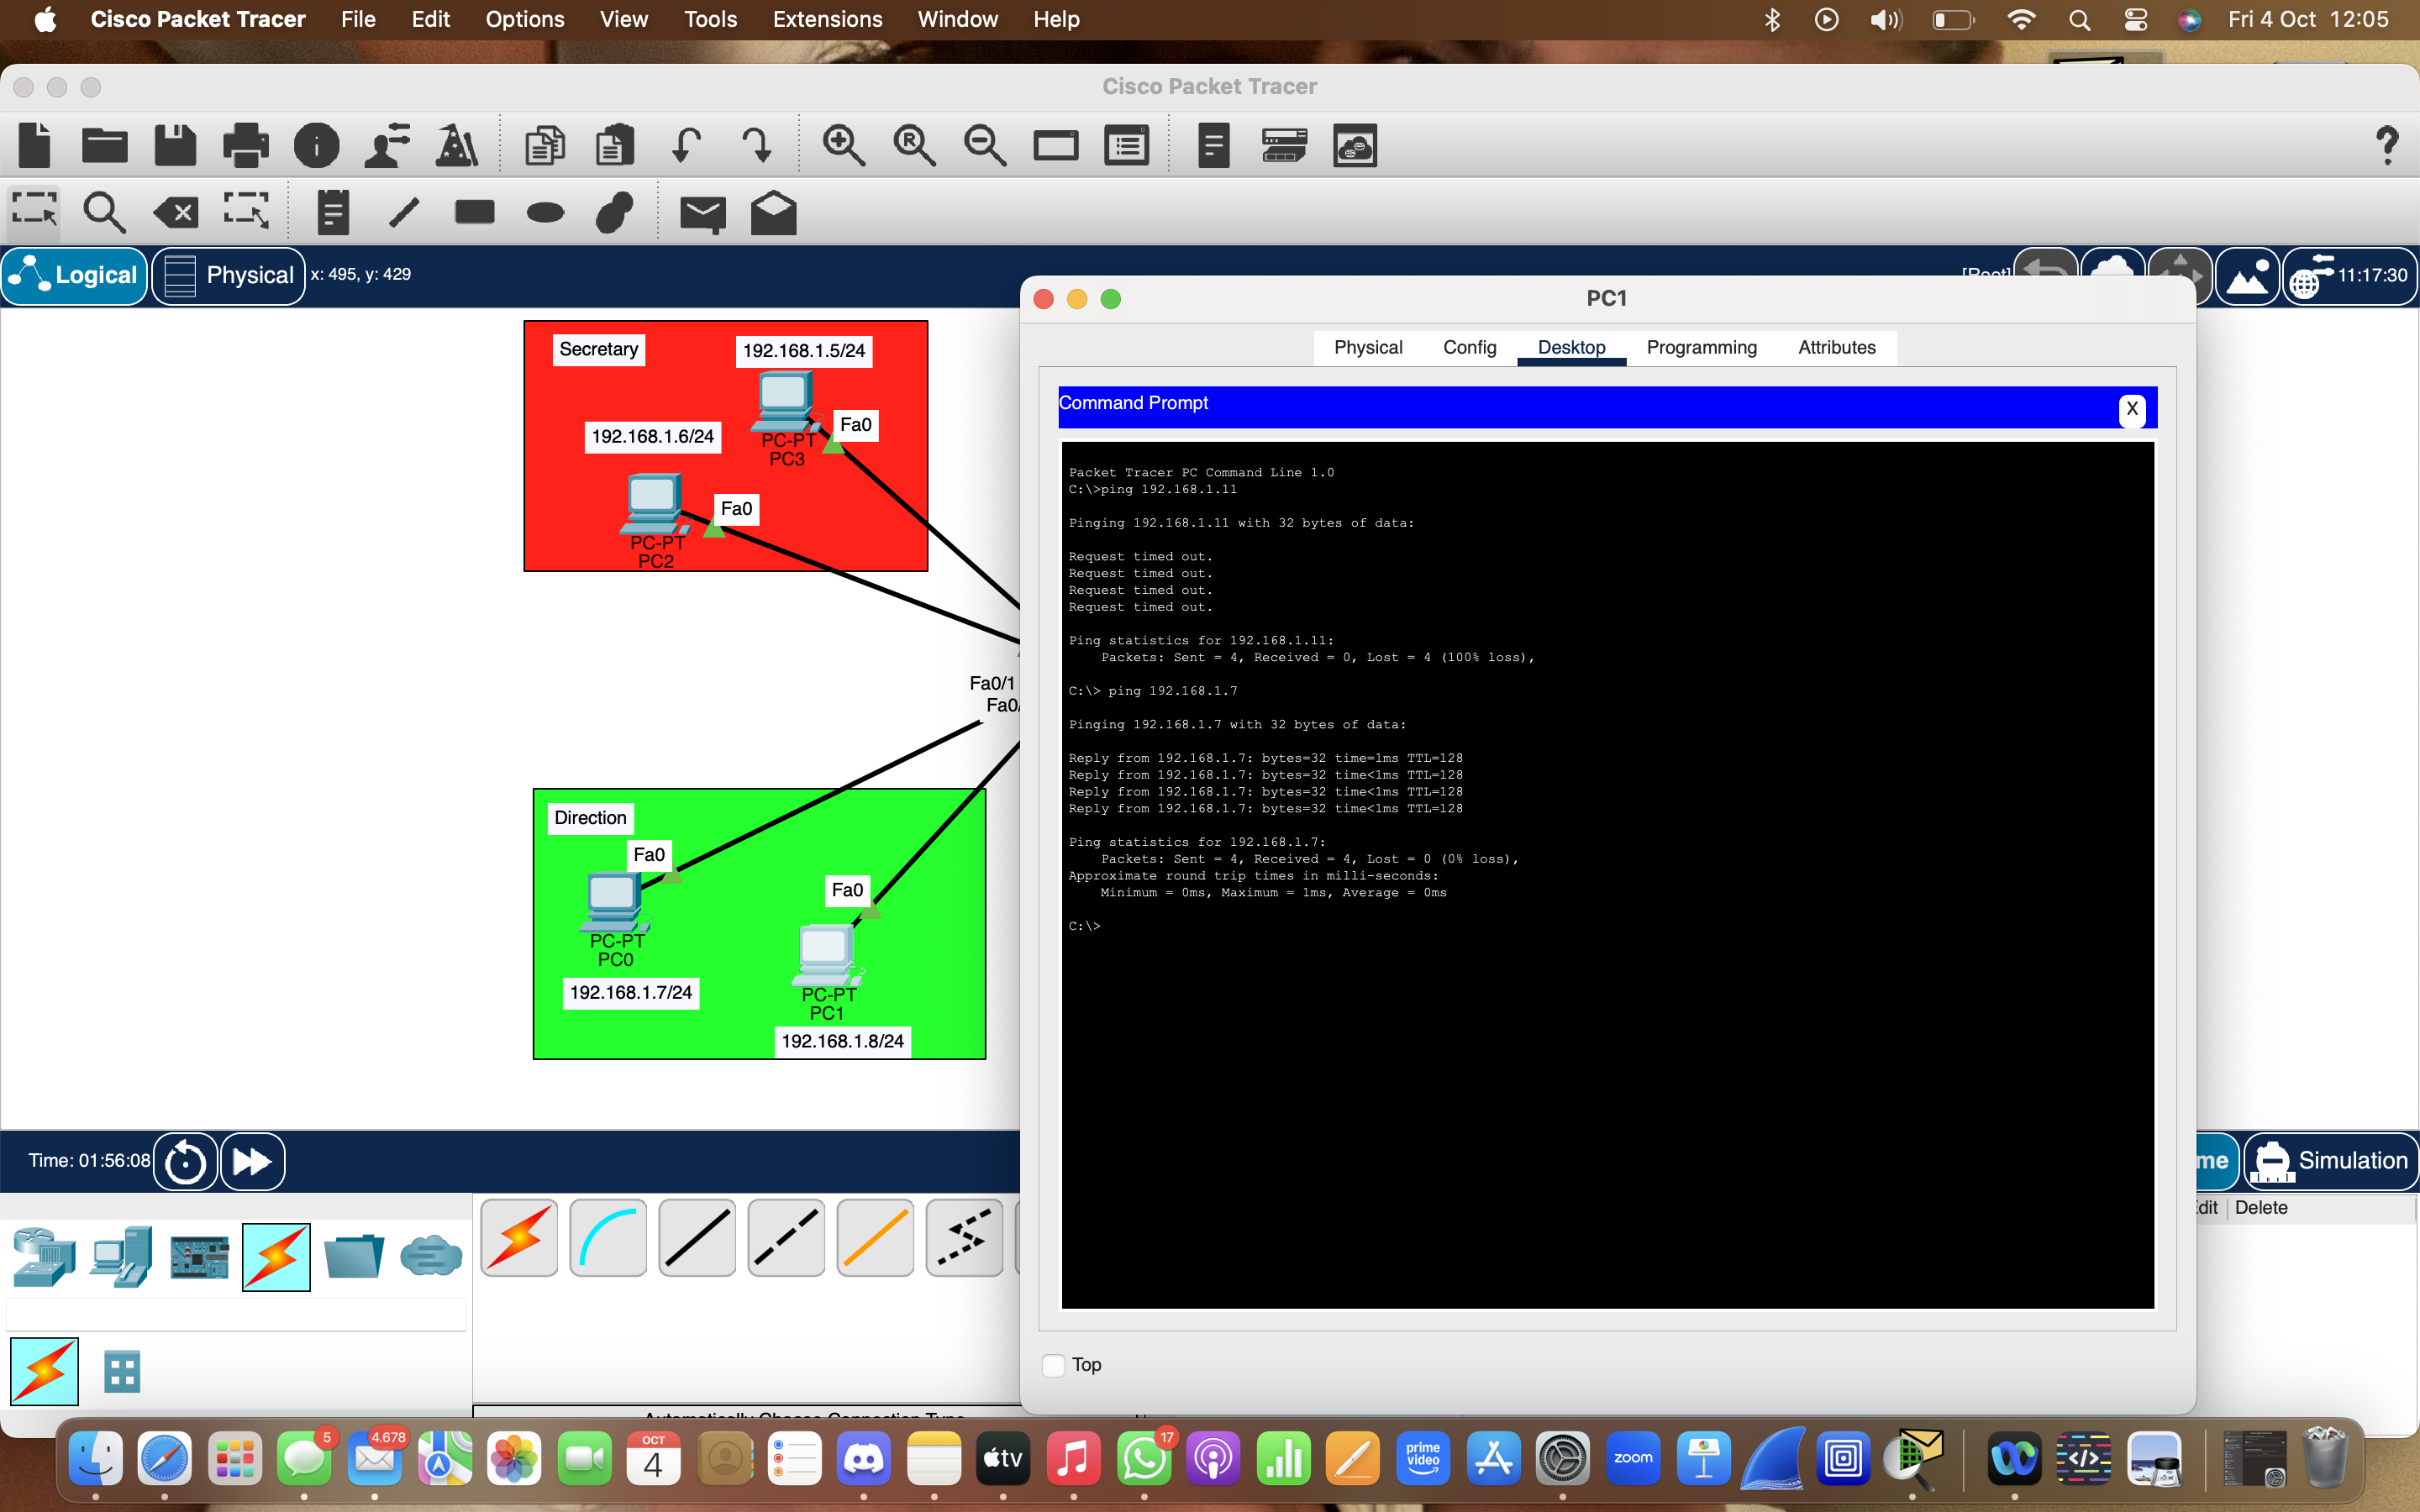 Cisco Packet Tracer File Edit Options View Tools Extensions Window Help Fri 4 Oct 12:05
Cisco Packet Tracer
Logical Physical x: 495, y: 429 [Root] 11:17:30
Secretary
192.168.1.5/24
Fa0
192.168.1.6/24
PC-PT
PC3
Fa0
PC-PT
PC2
Fa0/1
Fa0/
Direction
Fa0
Fa0
PC-PT
PC0
192.168.1.7/24
PC-PT
PC1
192.168.1.8/24
PC1
Physical Config Desktop Programming Attributes
Command Prompt
X
Packet Tracer PC Command Line 1.0
C:\>ping 192.168.1.11
Pinging 192.168.1.11 with 32 bytes of data:
Request timed out.
Request timed out.
Request timed out.
Request timed out.
Ping statistics for 192.168.1.11:
Packets: Sent = 4, Received = 0, Lost = 4 (100% loss),
C:\> ping 192.168.1.7
Pinging 192.168.1.7 with 32 bytes of data:
Reply from 192.168.1.7: bytes=32 time=1ms TTL=128
Reply from 192.168.1.7: bytes=32 time<1ms TTL=128
Reply from 192.168.1.7: bytes=32 time<1ms TTL=128
Reply from 192.168.1.7: bytes=32 time<1ms TTL=128
Ping statistics for 192.168.1.7:
Packets: Sent = 4, Received = 4, Lost = 0 (0% loss),
Approximate round trip times in milli-seconds:
Minimum = 0ms, Maximum = 1ms, Average = 0ms
C:\>
Top
Time: 01:56:08
me Simulation
dit Delete
Automatically Choose Connection Type
5
4.678
OCT
4
tv
17
prime
video
zoom